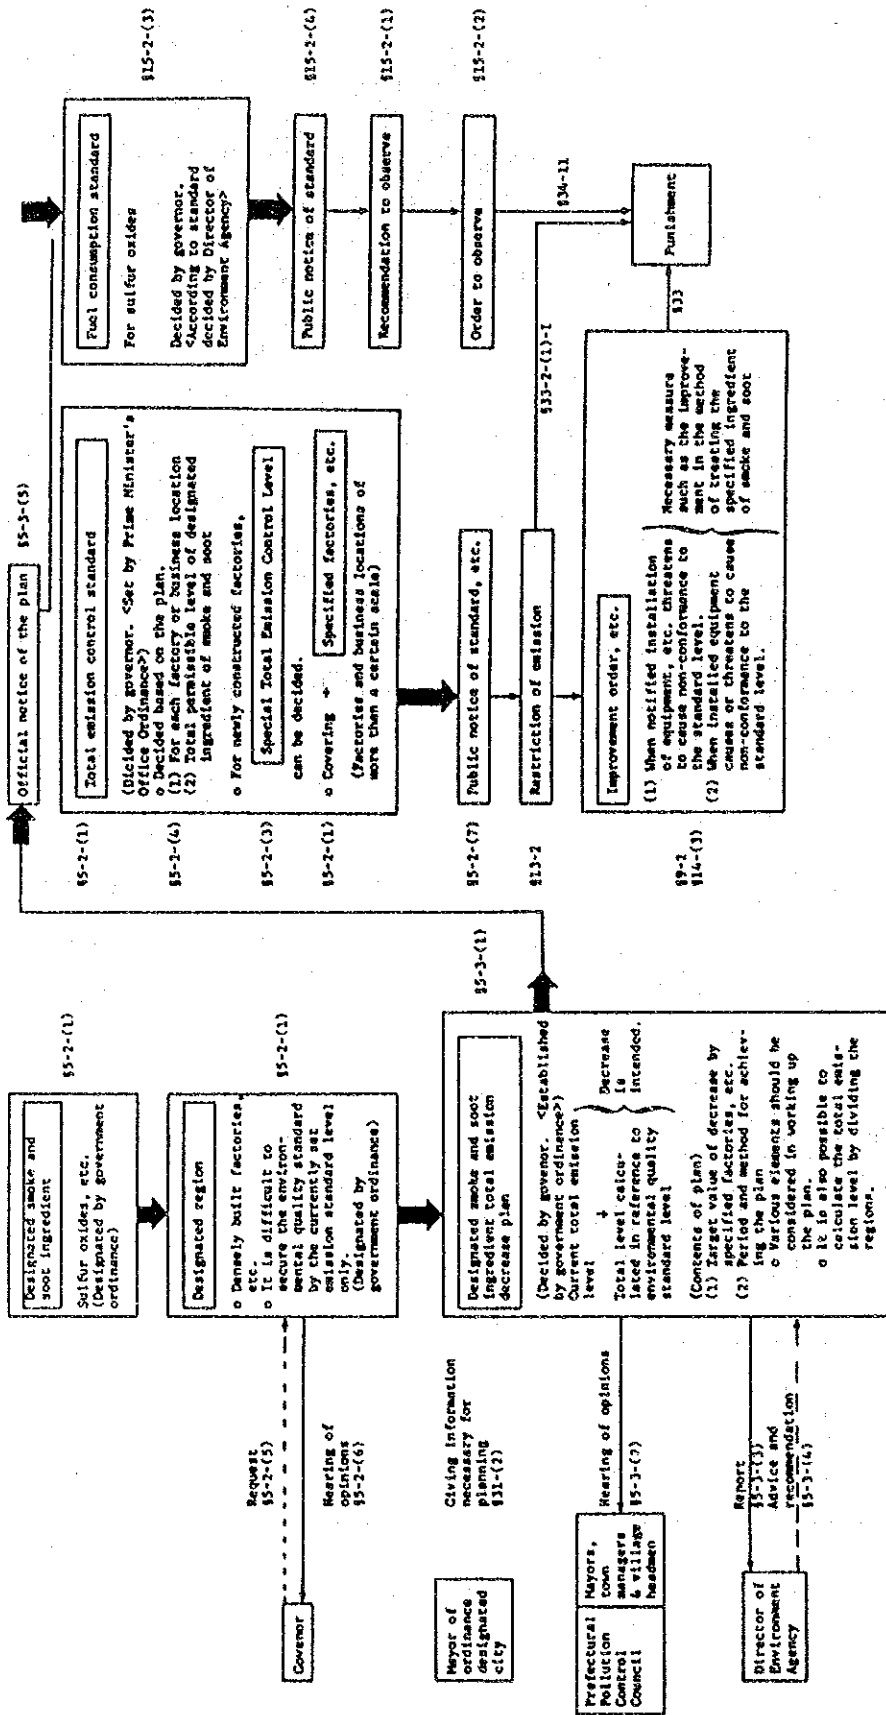 Designated smoke and
soot ingredient
§5-2-(1)
Sulfur oxides, etc.
(Designated by government
ordinance)
Designated region
§5-2-(1)
o Densely built factories,
etc.
o It is difficult to
secure the environ-
mental quality standard
by the currently set
emission standard level
only.
(Designated by
government ordinance)
Request
§5-2-(5)
Hearing of
opinions
§5-2-(6)
Govenor
Designated smoke and soot
ingredient total emission
decrease plan
§5-3-(1)
(Decided by govenor. <Established
by government ordinance>)
Current total emission
level
↓
Total level calcu-
lated in reference to
environmental quality
standard level
Decrease
is
intended.
(Contents of plan)
(1) Target value of decrease by
specified factories, etc.
(2) Period and method for achiev-
ing the plan
o Various elements should be
considered in working up
the plan.
o It is also possible to
calculate the total emis-
sion level by dividing the
regions.
Giving information
necessary for
planning
§31-(2)
Mayor of
ordinance
designated
city
Hearing of opinions
§5-3-(2)
Prefectural
Pollution
Control
Council
Mayors,
town
managers
& village
headmen
Report
§5-3-(3)
Advice and
recommendation
§5-3-(4)
Director of
Environment
Agency
Official notice of the plan
§5-3-(5)
§5-2-(1)
Total emission control standard
(Dicided by governor. <Set by Prime Minister's
Office Ordinance>)
o Decided based on the plan.
§5-2-(4)
(1) For each factory or business location
(2) Total permissible level of designated
ingredient of smoke and soot
o For newly constructed factories,
§5-2-(3)
Special Total Emission Control Level
can be decided.
§5-2-(1)
o Covering → Specified factories, etc.
(Factories and business locations of
more than a certain scale)
§5-2-(7)
Public notice of standard, etc.
§13-2
Restriction of emission
§33-2-(1)-I
§9-2
§14-(3)
Improvement order, etc.
(1) When notified installation
of equipment, etc. threatens
to cause non-conformance to
the standard level.
(2) When installed equipment
causes or threatens to cause
non-conformance to the
standard level.
Necessary measure
such as the improve-
ment in the method
of treating the
specified ingredient
of smoke and soot
§33
Punishment
Fuel consumption standard
§15-2-(3)
For sulfur oxides
Decided by governor.
<According to standard
decided by Director of
Environment Agency>
Public notice of standard
§15-2-(4)
Recommendation to observe
§15-2-(1)
Order to observe
§15-2-(2)
§34-11